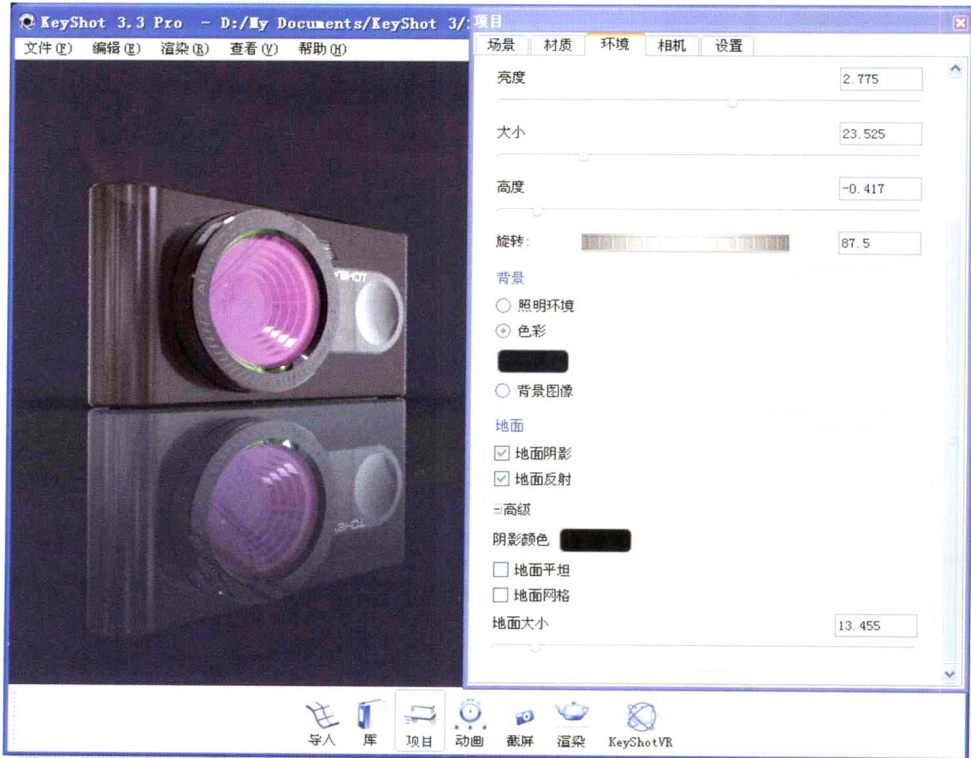 KeyShot 3.3 Pro - D:/My Documents/KeyShot 3/
项目
文件(F) 编辑(E) 渲染(R) 查看(V) 帮助(H)
场景 材质 环境 相机 设置
亮度 2.775
大小 23.525
高度 -0.417
旋转: 87.5
背景
照明环境
色彩
背景图像
地面
地面阴影
地面反射
高级
阴影颜色
地面平坦
地面网格
地面大小 13.455
导入 库 项目 动画 截屏 渲染 KeyShotVR